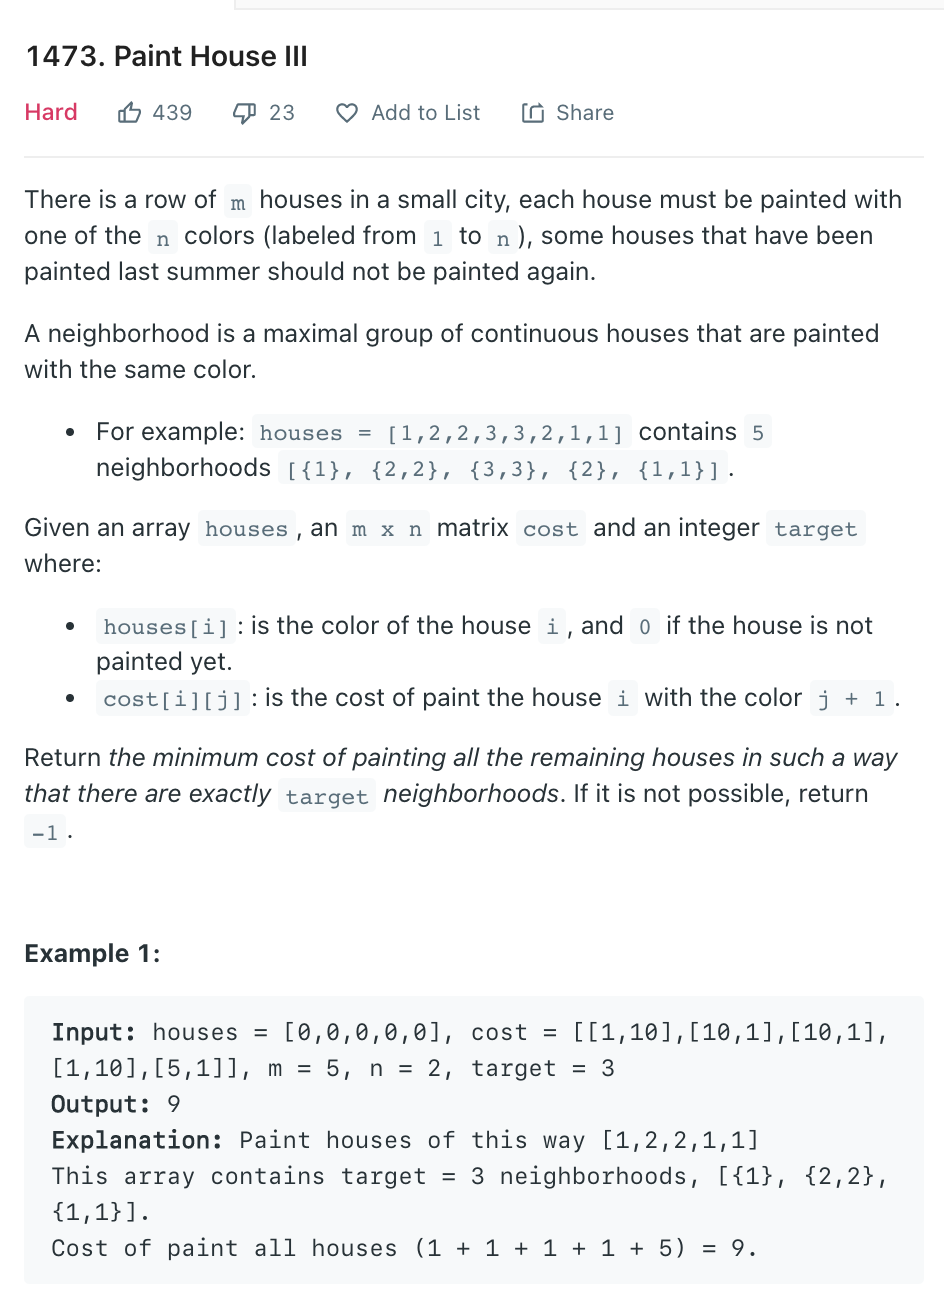 1473. Paint House III
Hard 439 23 Add to List Share
There is a row of m houses in a small city, each house must be painted with
one of the n colors (labeled from 1 to n), some houses that have been
painted last summer should not be painted again.
A neighborhood is a maximal group of continuous houses that are painted
with the same color.
• For example: houses = [1,2,2,3,3,2,1,1] contains 5
neighborhoods [{1}, {2,2}, {3,3}, {2}, {1,1}].
Given an array houses, an m x n matrix cost and an integer target
where:
• houses[i]: is the color of the house i, and 0 if the house is not
painted yet.
• cost[i][j]: is the cost of paint the house i with the color j + 1.
Return the minimum cost of painting all the remaining houses in such a way
that there are exactly target neighborhoods. If it is not possible, return
-1.
Example 1:
Input: houses = [0,0,0,0,0], cost = [[1,10],[10,1],[10,1],
[1,10],[5,1]], m = 5, n = 2, target = 3
Output: 9
Explanation: Paint houses of this way [1,2,2,1,1]
This array contains target = 3 neighborhoods, [{1}, {2,2},
{1,1}].
Cost of paint all houses (1 + 1 + 1 + 1 + 5) = 9.